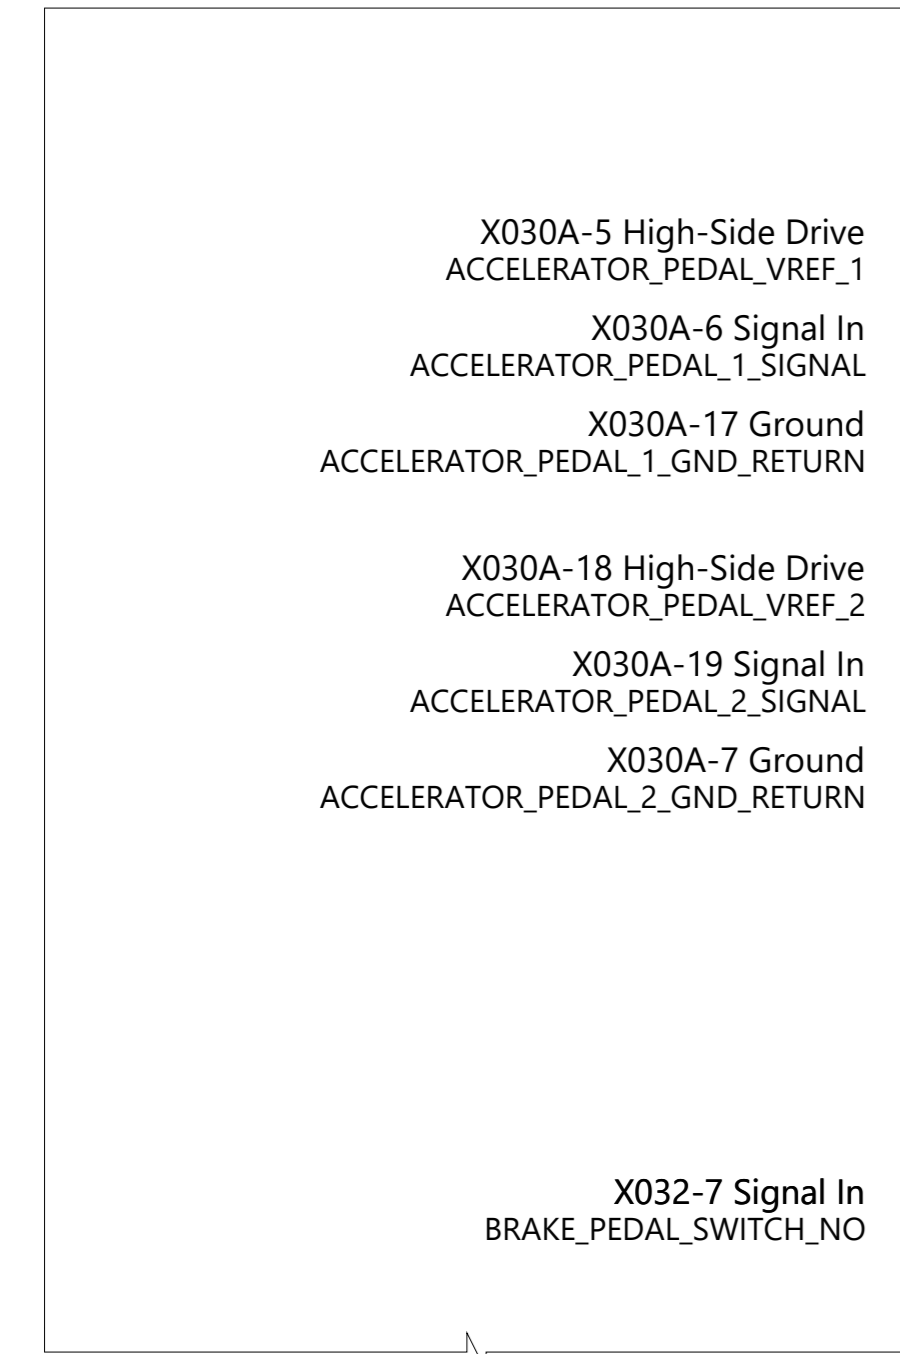 X030A-5 High-Side Drive
ACCELERATOR_PEDAL_VREF_1
X030A-6 Signal In
ACCELERATOR_PEDAL_1_SIGNAL
X030A-17 Ground
ACCELERATOR_PEDAL_1_GND_RETURN
X030A-18 High-Side Drive
ACCELERATOR_PEDAL_VREF_2
X030A-19 Signal In
ACCELERATOR_PEDAL_2_SIGNAL
X030A-7 Ground
ACCELERATOR_PEDAL_2_GND_RETURN
X032-7 Signal In
BRAKE_PEDAL_SWITCH_NO